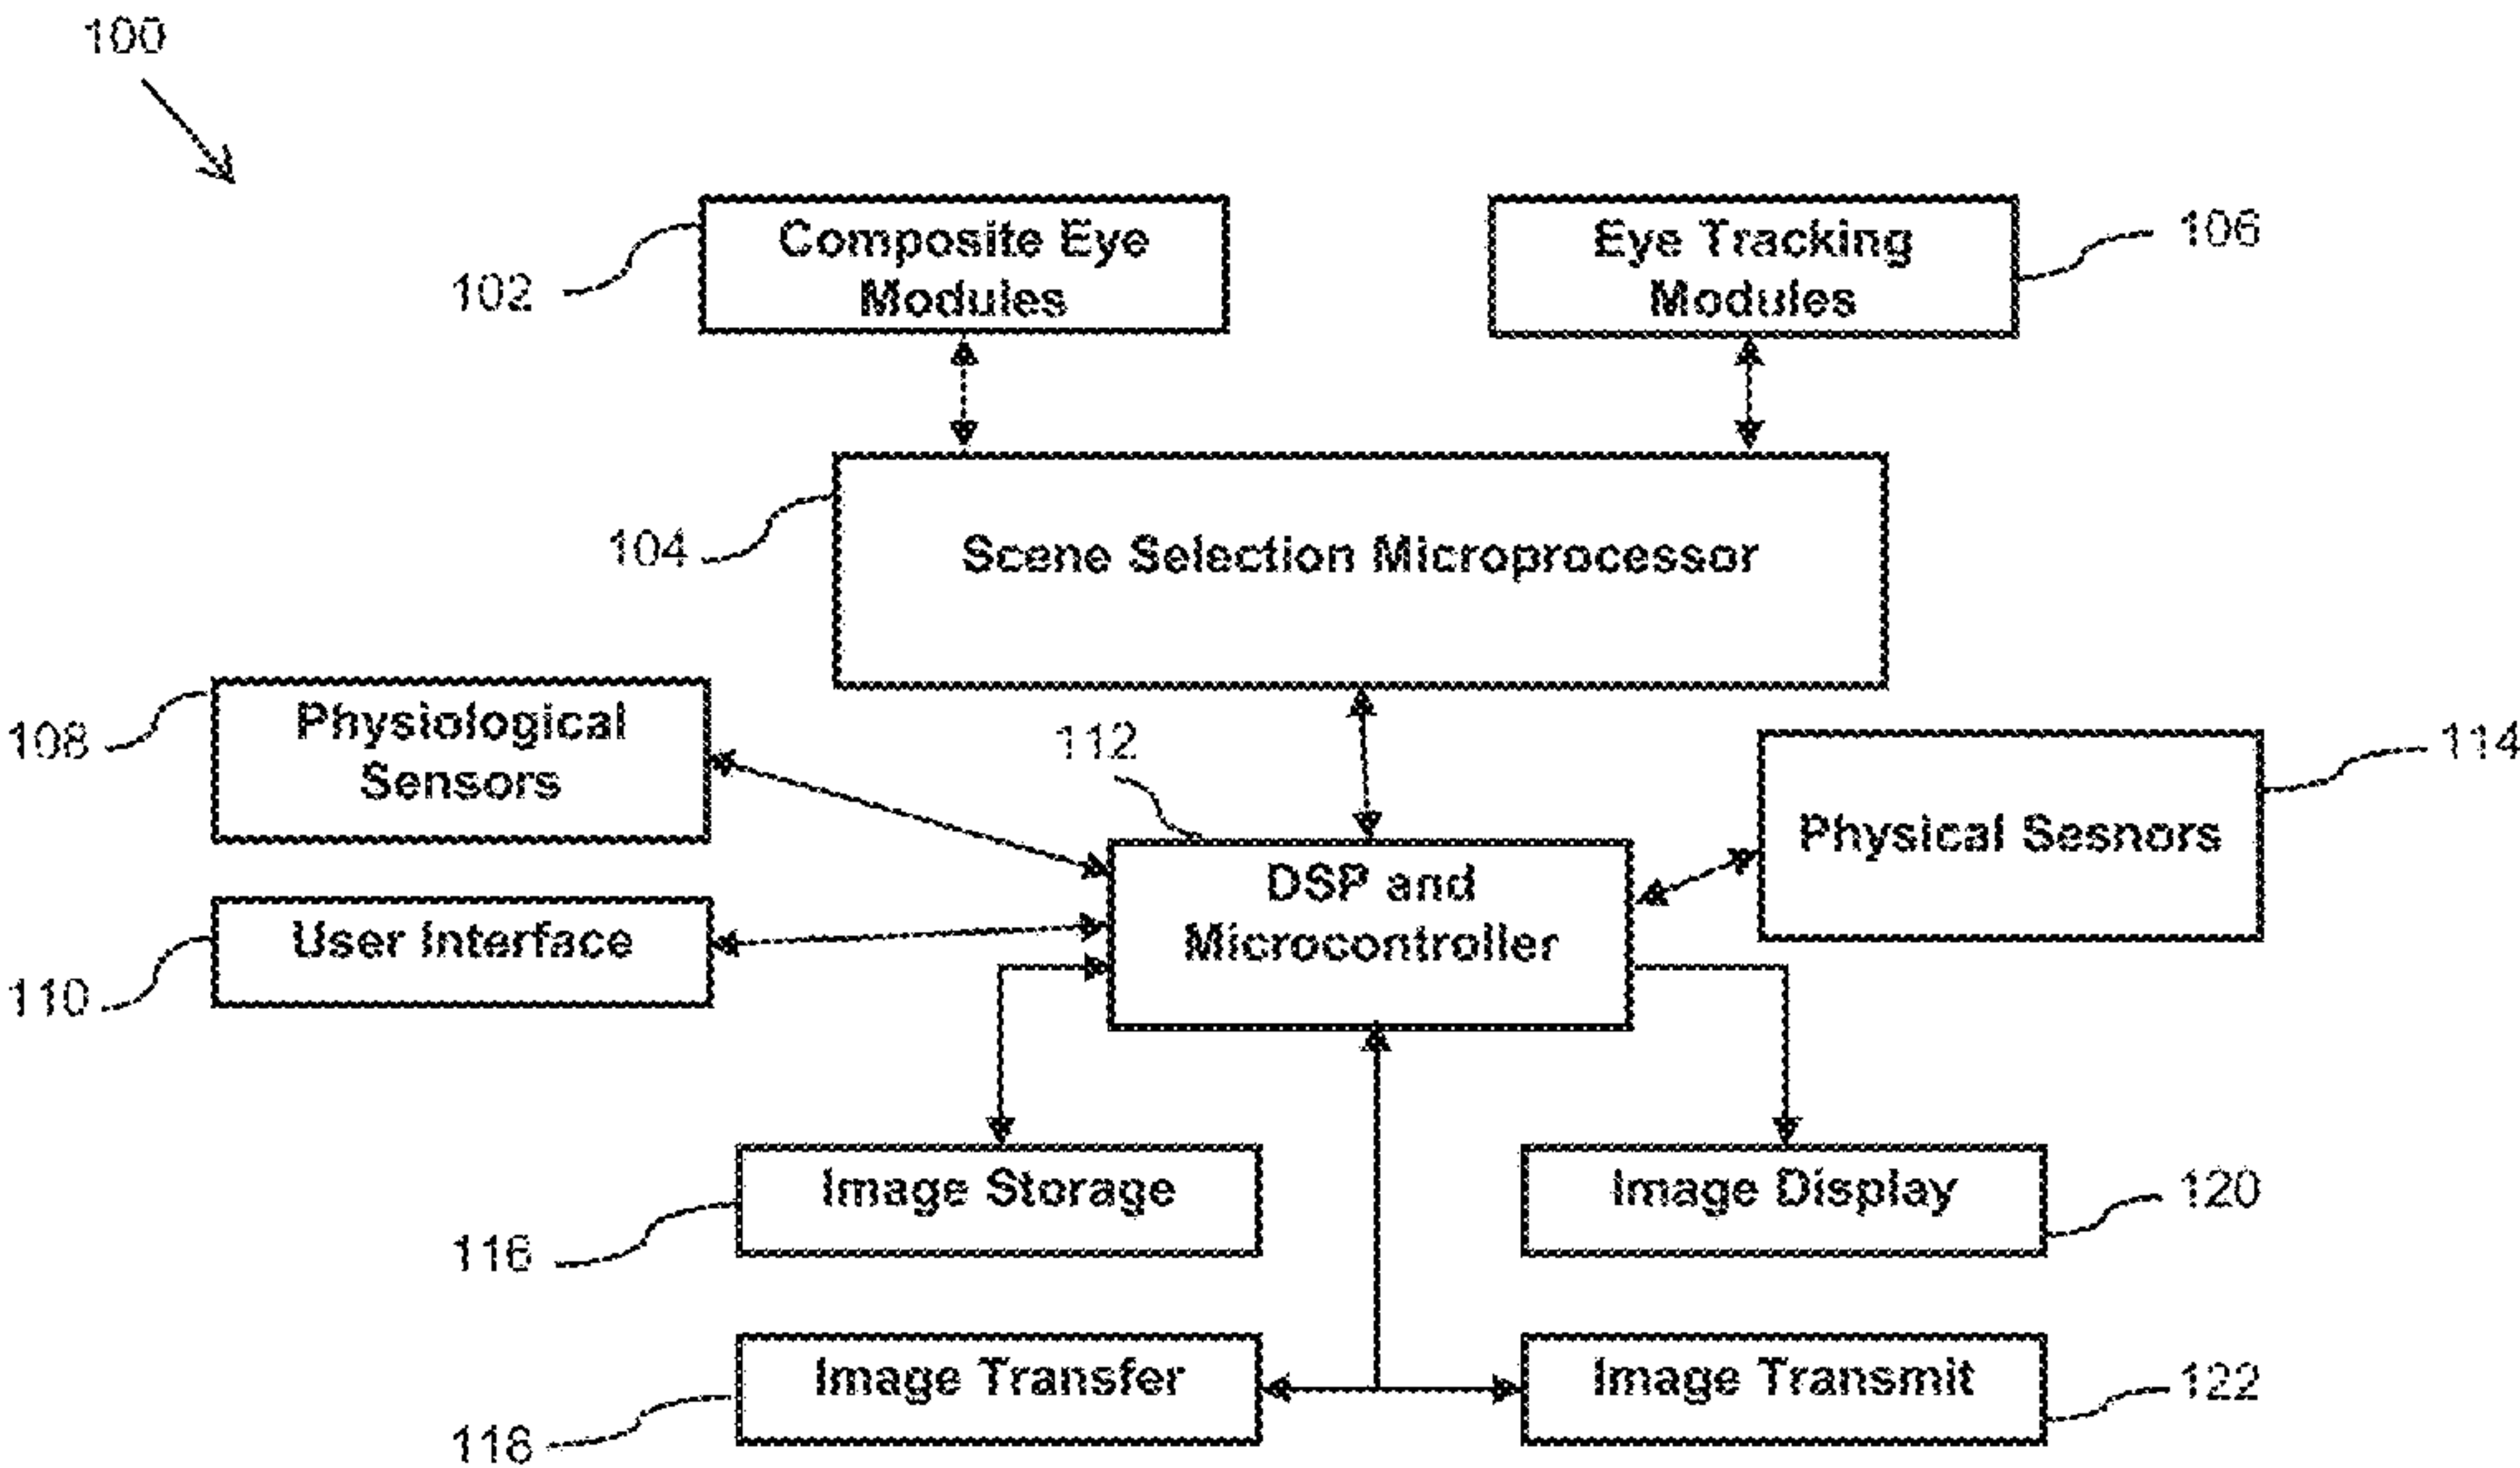 100
Composite Eye
Modules
102
Eye Tracking
Modules
106
Scene Selection Microprocessor
104
Physiological
Sensors
108
112
114
Physical Sesnors
DSP and
Microcontroller
User Interface
110
Image Storage
116
Image Display
120
Image Transfer
118
Image Transmit
122